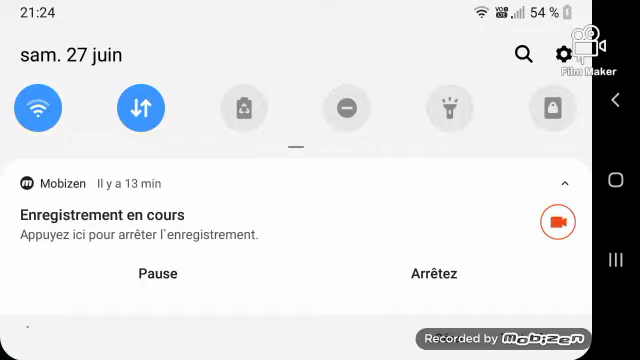 21:24
54 %
sam. 27 juin
Film Maker
Mobizen Il y a 13 min
Enregistrement en cours
Appuyez ici pour arrêter l`enregistrement.
Pause
Arrêtez
Recorded by Mobizen